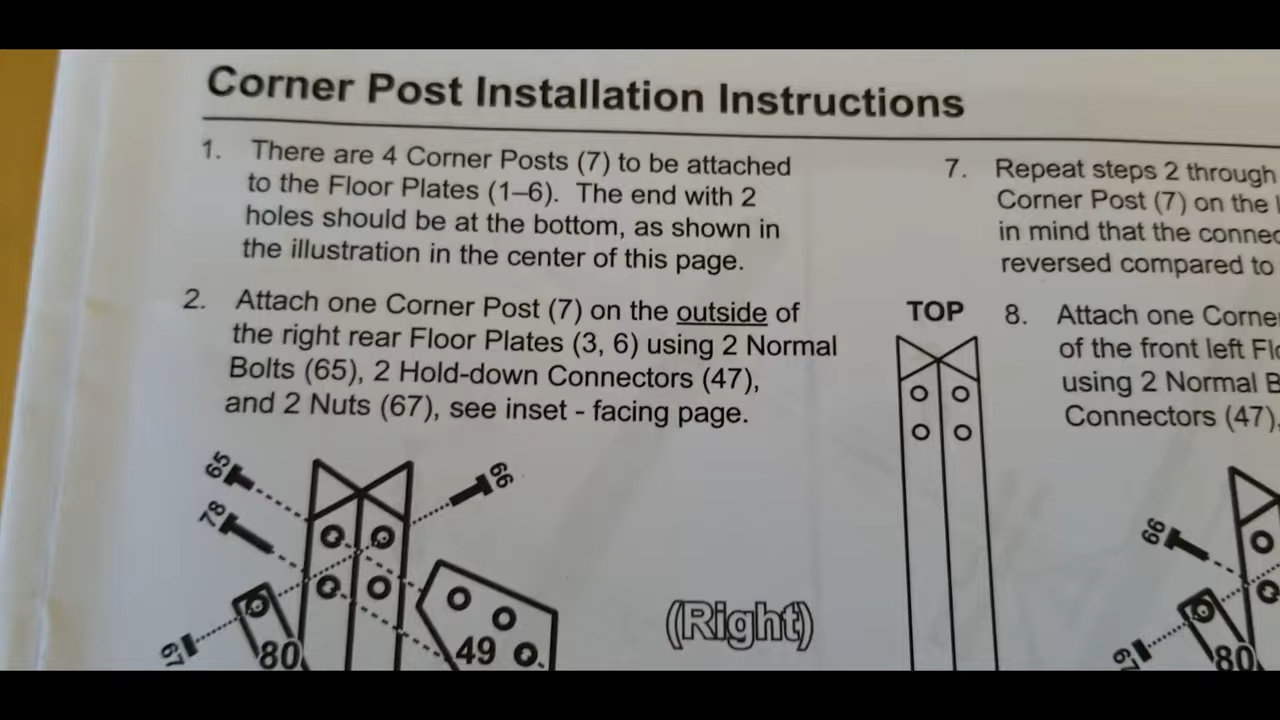 Corner Post Installation Instructions
1. There are 4 Corner Posts (7) to be attached
to the Floor Plates (1–6). The end with 2
holes should be at the bottom, as shown in
the illustration in the center of this page.
2. Attach one Corner Post (7) on the outside of
the right rear Floor Plates (3, 6) using 2 Normal
Bolts (65), 2 Hold-down Connectors (47),
and 2 Nuts (67), see inset - facing page.
65
66
78
67
80
49
(Right)
TOP
7. Repeat steps 2 through
Corner Post (7) on the
in mind that the
reversed compared to
8. Attach one
of the front left
using 2 Normal
Connectors (47),
66
67
80